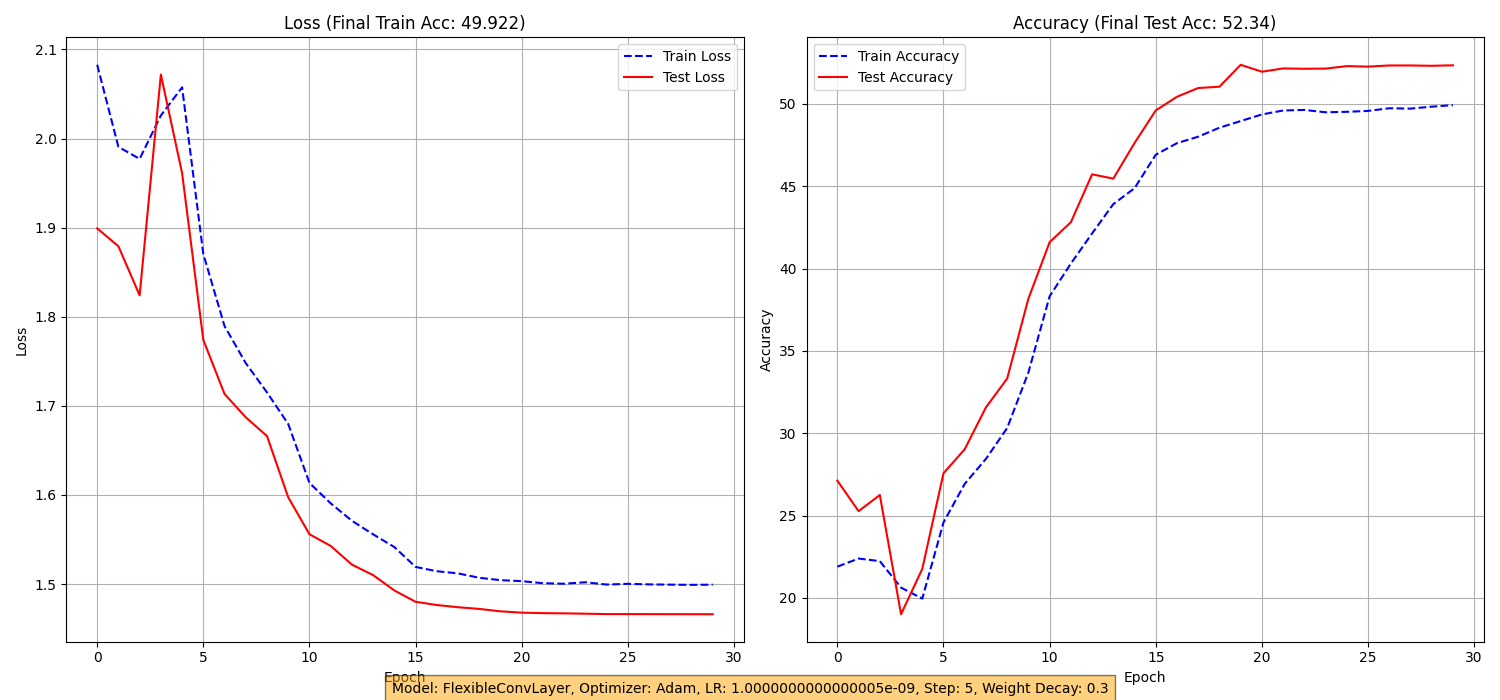 Loss (Final Train Acc: 49.922)
2.1
2.0
1.9
1.8
1.7
1.6
1.5
Loss
Train Loss
Test Loss
0 5 10 15 20 25 30
Epoch
Accuracy (Final Test Acc: 52.34)
50
45
40
35
30
25
20
Accuracy
Train Accuracy
Test Accuracy
0 5 10 15 20 25 30
Epoch
Model: FlexibleConvLayer, Optimizer: Adam, LR: 1.0000000000000005e-09, Step: 5, Weight Decay: 0.3